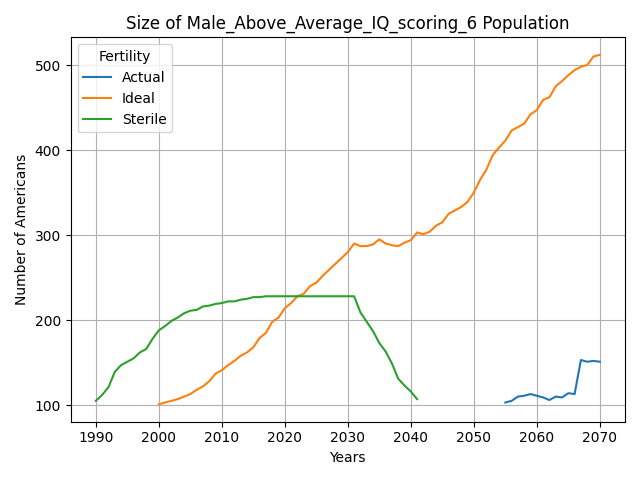 Size of Male_Above_Average_IQ_scoring_6 Population
Fertility
Actual
Ideal
Sterile
Number of Americans
500
400
300
200
100
1990 2000 2010 2020 2030 2040 2050 2060 2070
Years